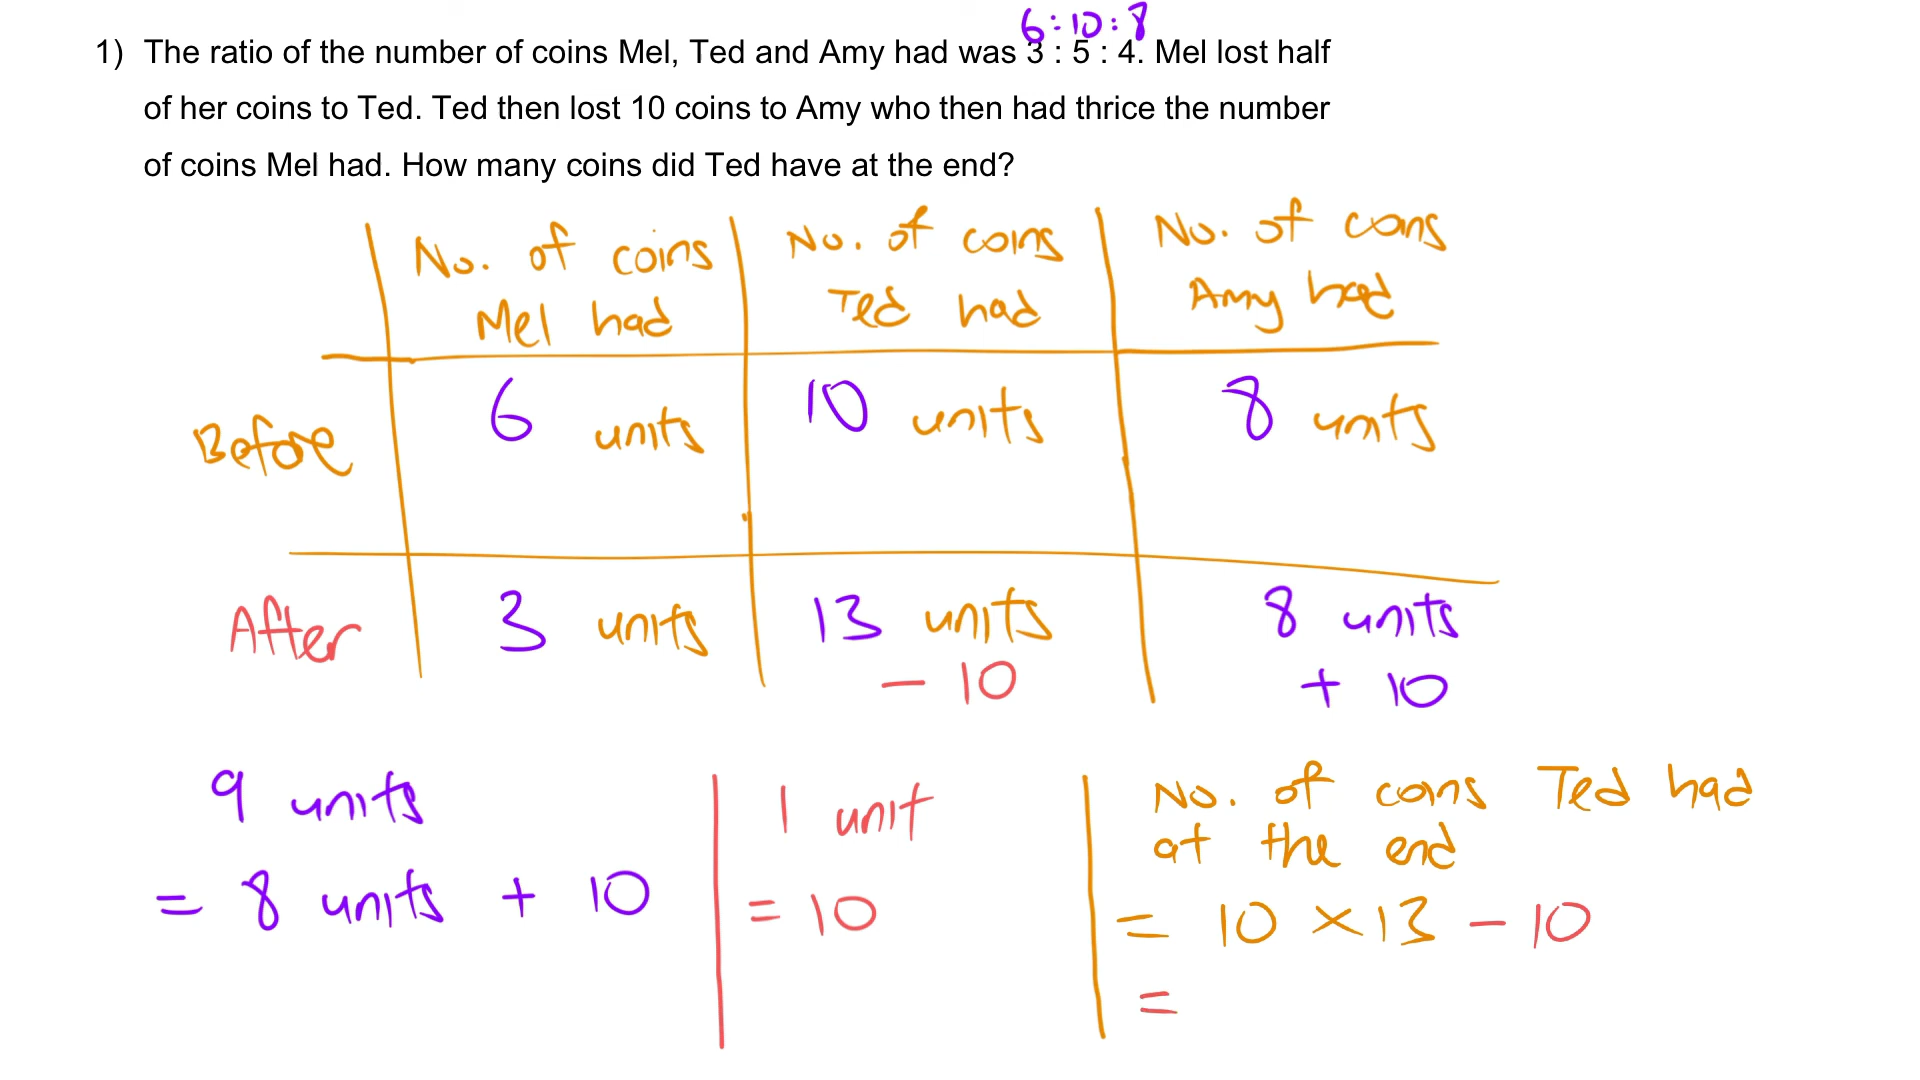 6 : 10 : 8
1) The ratio of the number of coins Mel, Ted and Amy had was 3 : 5 : 4. Mel lost half
of her coins to Ted. Ted then lost 10 coins to Amy who then had thrice the number
of coins Mel had. How many coins did Ted have at the end?
No. of coins Mel had
No. of coins Ted had
No. of coins Amy had
Before 6 units 10 units 8 units
After 3 units 13 units - 10 8 units + 10
9 units
= 8 units + 10
1 unit
= 10
No. of coins Ted had
at the end
= 10 × 13 - 10
=